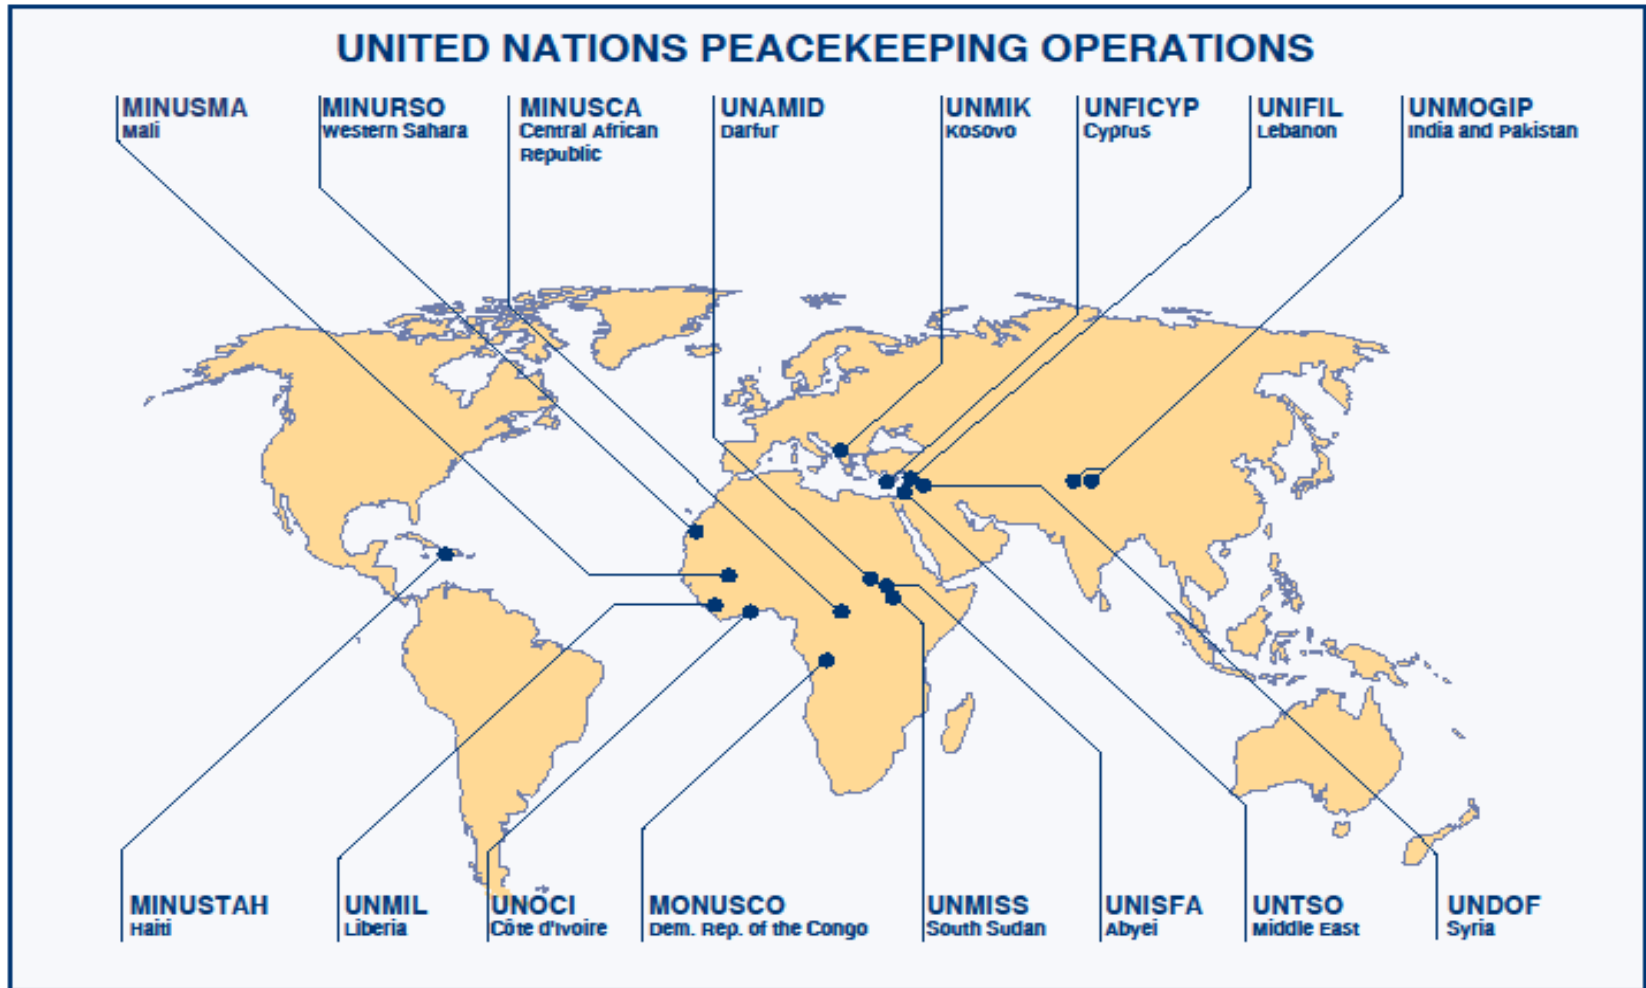 UNITED NATIONS PEACEKEEPING OPERATIONS
MINUSMA
Mali
MINURSO
Western Sahara
MINUSCA
Central African
Republic
UNAMID
Darfur
UNMIK
Kosovo
UNFICYP
Cyprus
UNIFIL
Lebanon
UNMOGIP
India and Pakistan
MINUSTAH
Haiti
UNMIL
Liberia
UNOCI
Côte d'Ivoire
MONUSCO
Dem. Rep. of the Congo
UNMISS
South Sudan
UNISFA
Abyei
UNTSO
Middle East
UNDOF
Syria